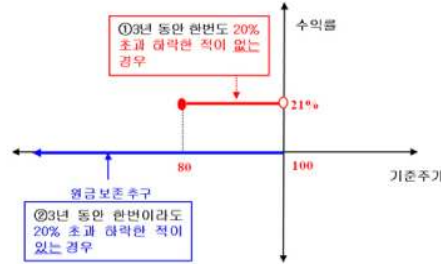 ①3년 동안 한번도 20%
초과 하락한 적이 없는
경우
수익률
21%
80
100
기준주가
원금보존추구
②3년 동안 한번이라도
20% 초과 하락한 적이
있는 경우